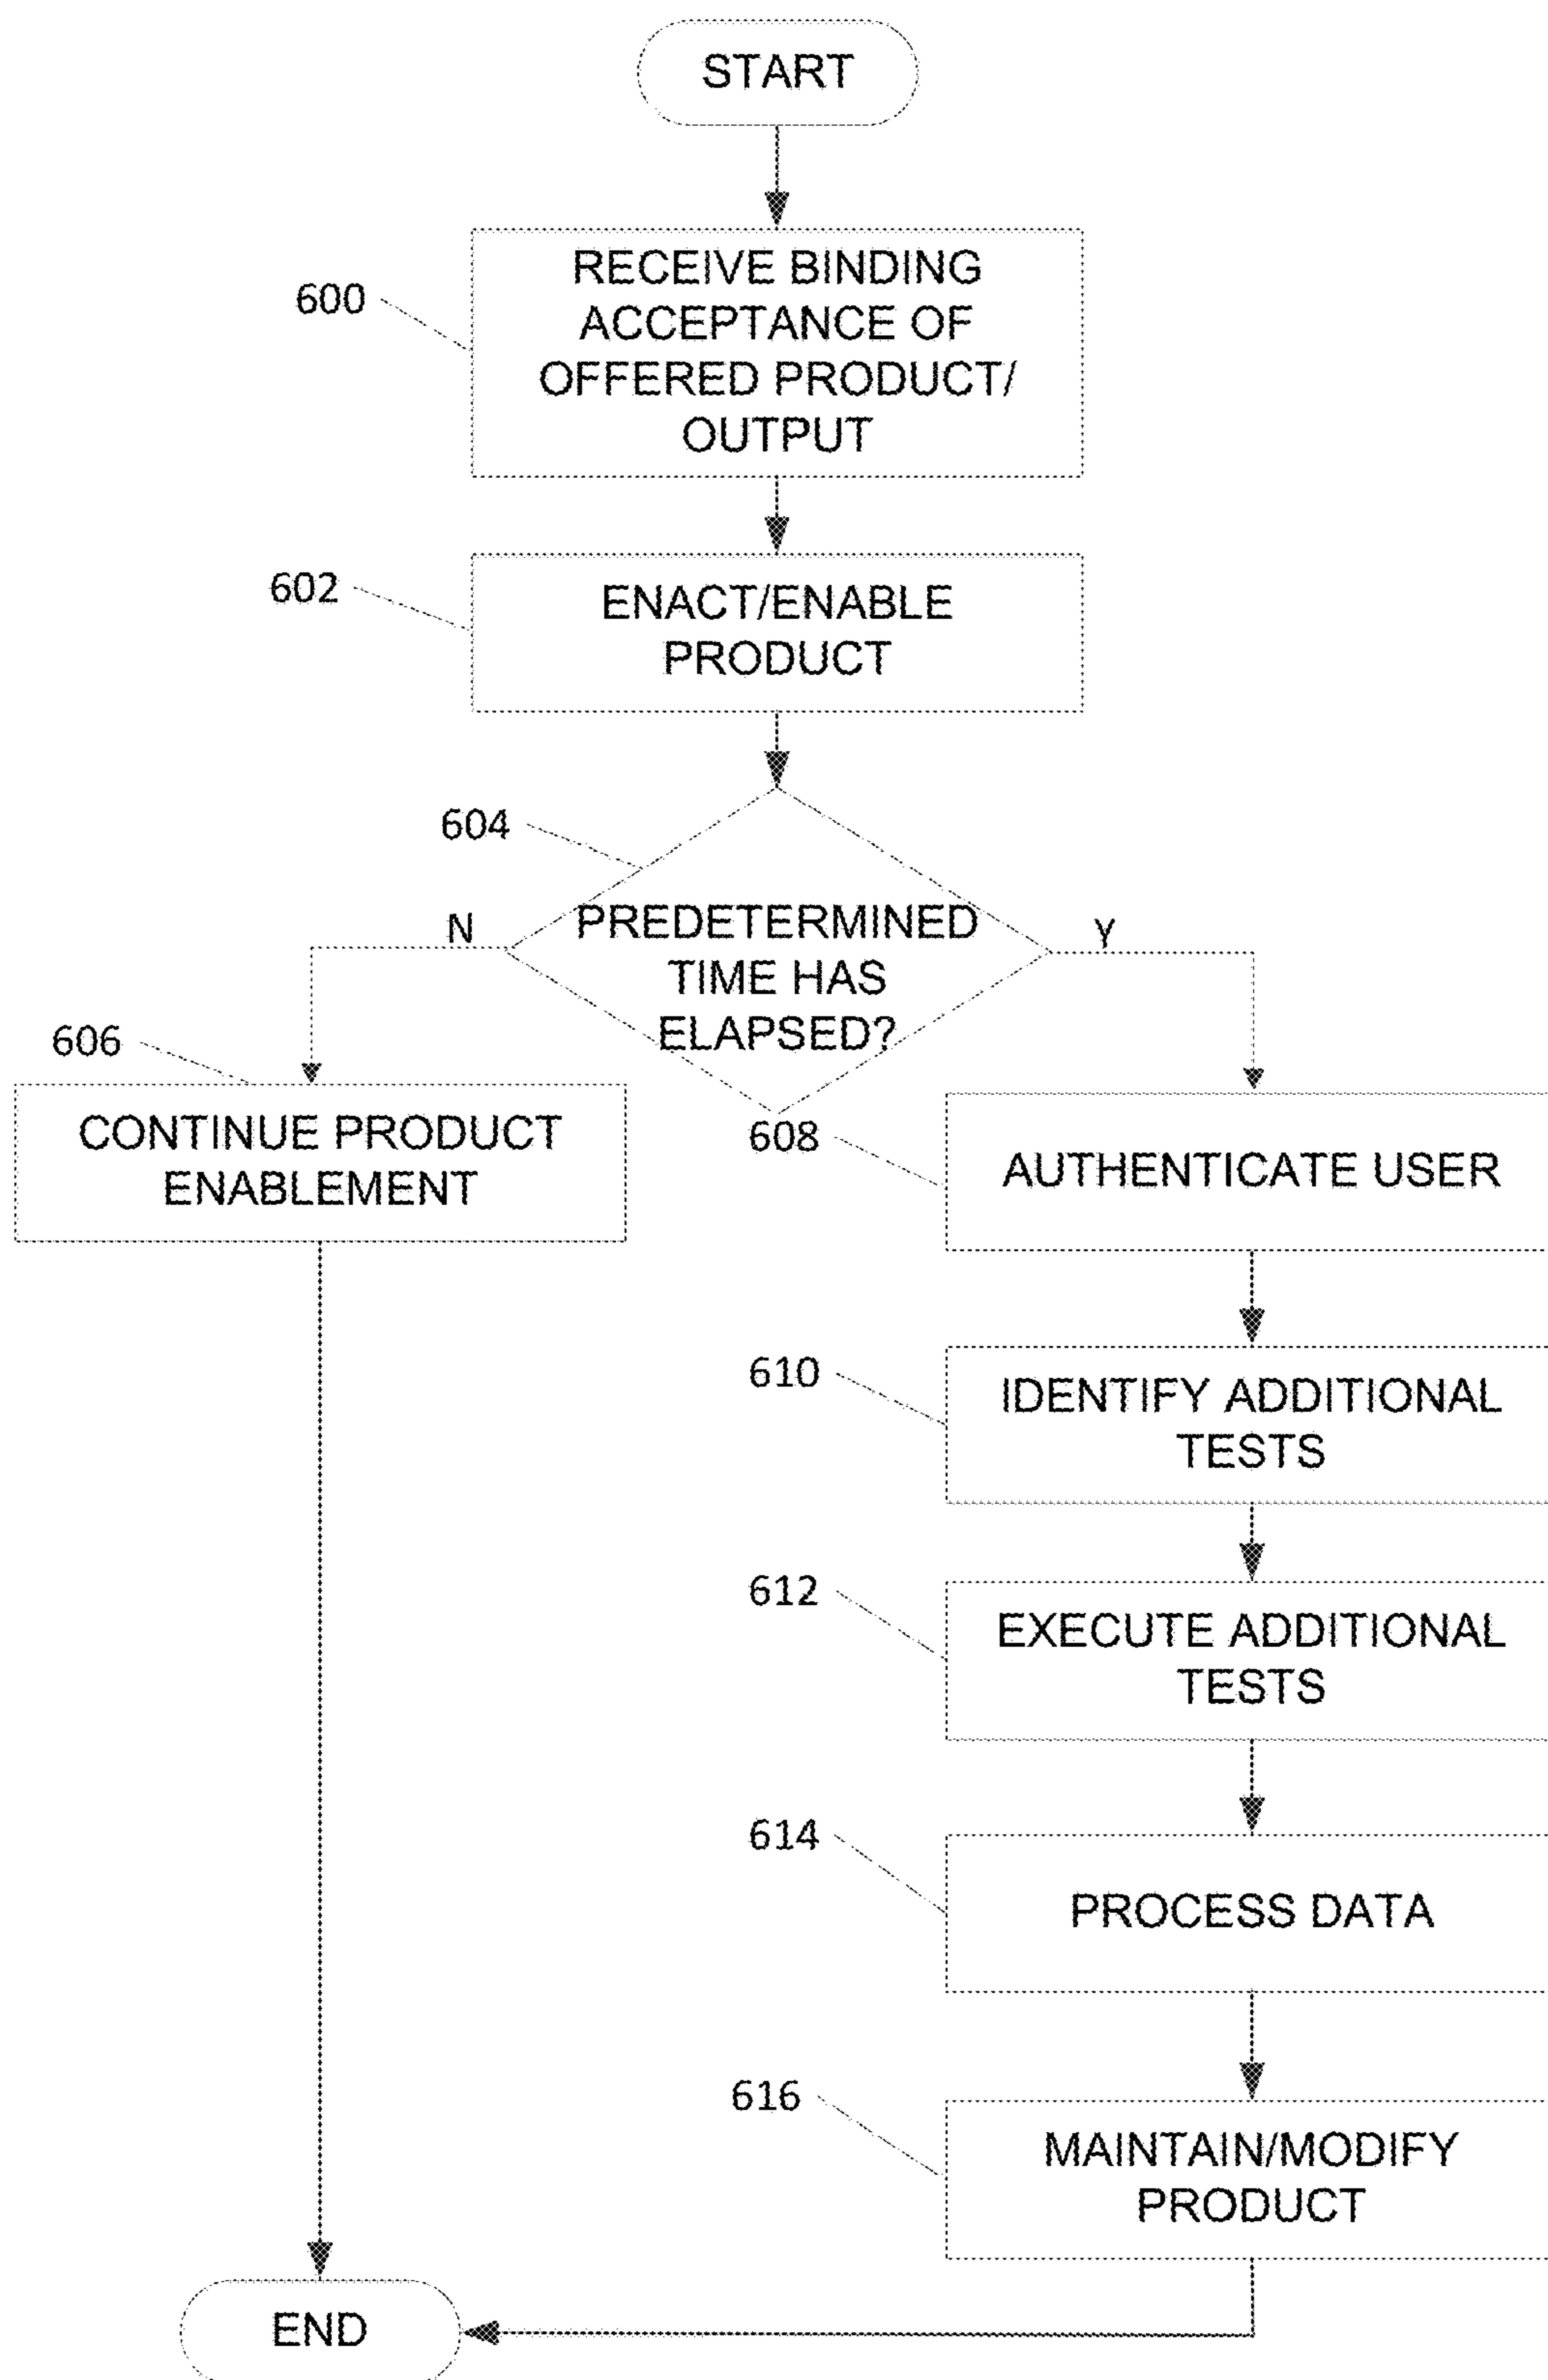 START
600
RECEIVE BINDING
ACCEPTANCE OF
OFFERED PRODUCT/
OUTPUT
602
ENACT/ENABLE
PRODUCT
604
PREDETERMINED
TIME HAS
ELAPSED?
N
Y
606
CONTINUE PRODUCT
ENABLEMENT
608
AUTHENTICATE USER
610
IDENTIFY ADDITIONAL
TESTS
612
EXECUTE ADDITIONAL
TESTS
614
PROCESS DATA
616
MAINTAIN/MODIFY
PRODUCT
END